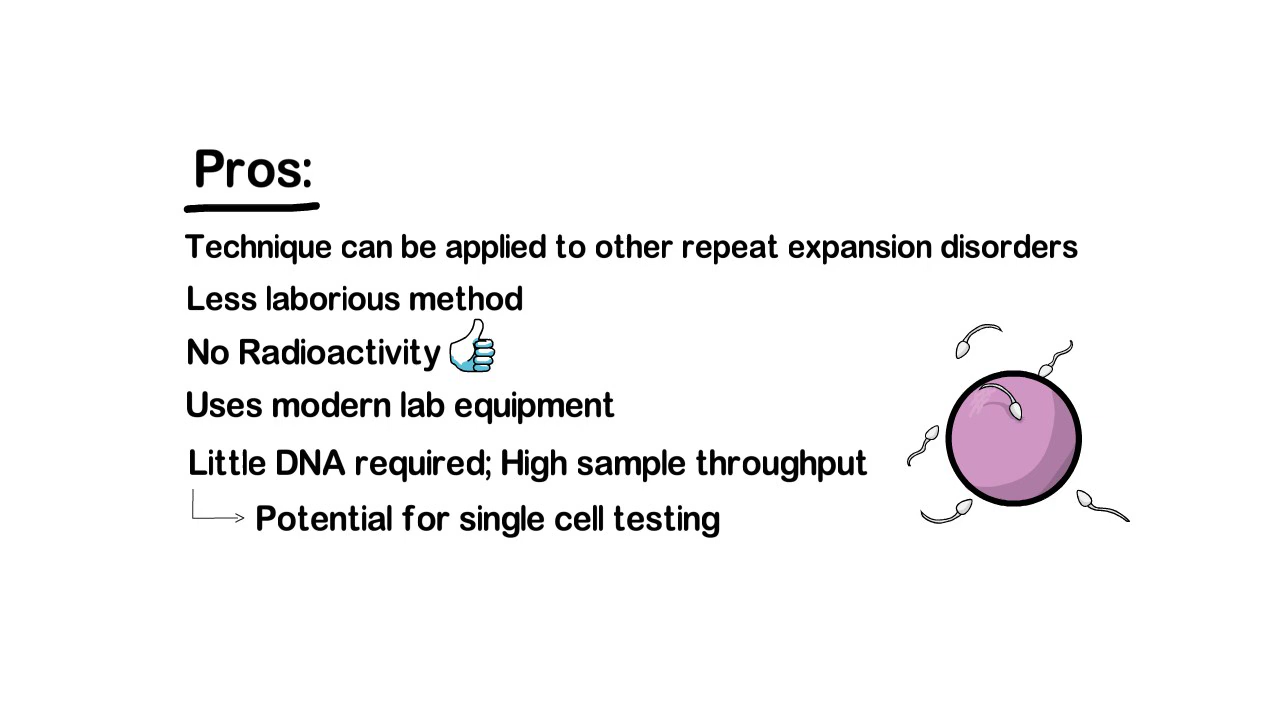 Pros:
Technique can be applied to other repeat expansion disorders
Less laborious method
No Radioactivity
Uses modern lab equipment
Little DNA required; High sample throughput
Potential for single cell testing